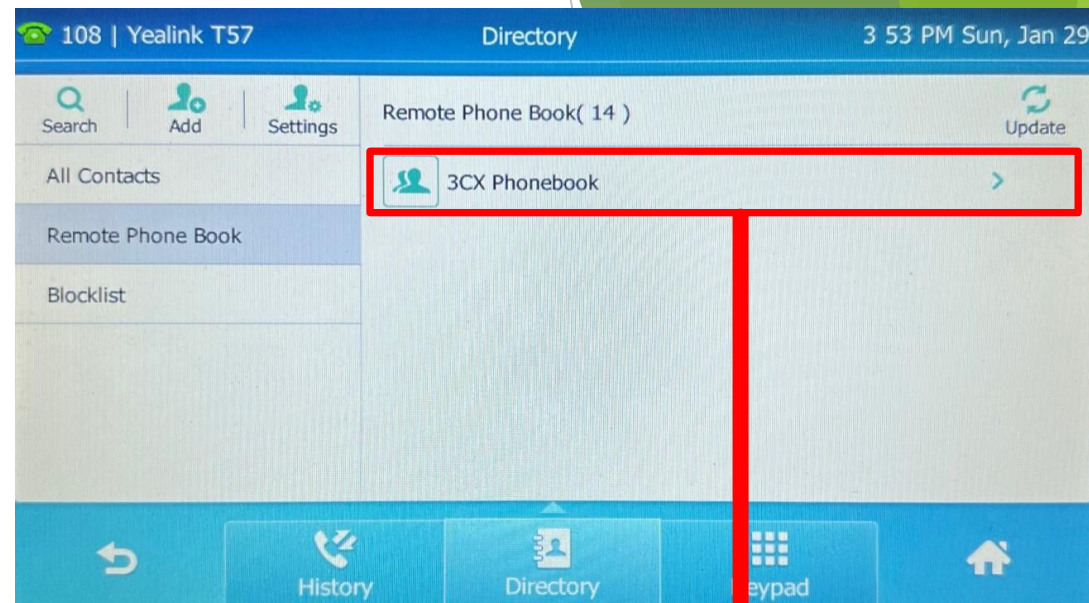 108 | Yealink T57
Directory
3 53 PM Sun, Jan 29
Search
Add
Settings
Remote Phone Book( 14 )
Update
All Contacts
3CX Phonebook
Remote Phone Book
Blocklist
History
Directory
eypad